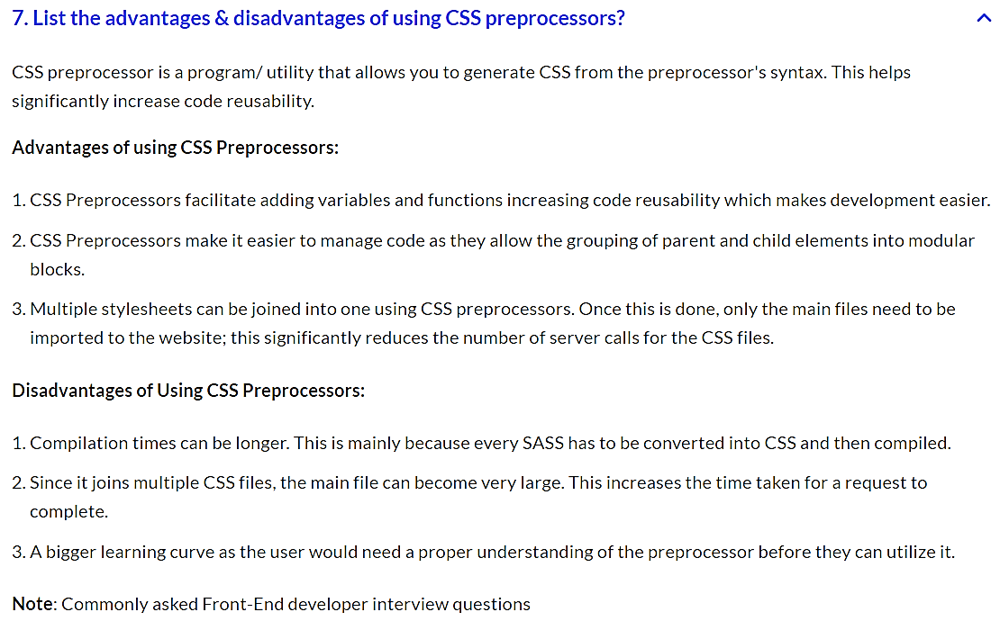 7. List the advantages & disadvantages of using CSS preprocessors?
CSS preprocessor is a program/ utility that allows you to generate CSS from the preprocessor's syntax. This helps
significantly increase code reusability.
Advantages of using CSS Preprocessors:
1. CSS Preprocessors facilitate adding variables and functions increasing code reusability which makes development easier.
2. CSS Preprocessors make it easier to manage code as they allow the grouping of parent and child elements into modular
blocks.
3. Multiple stylesheets can be joined into one using CSS preprocessors. Once this is done, only the main files need to be
imported to the website; this significantly reduces the number of server calls for the CSS files.
Disadvantages of Using CSS Preprocessors:
1. Compilation times can be longer. This is mainly because every SASS has to be converted into CSS and then compiled.
2. Since it joins multiple CSS files, the main file can become very large. This increases the time taken for a request to
complete.
3. A bigger learning curve as the user would need a proper understanding of the preprocessor before they can utilize it.
Note: Commonly asked Front-End developer interview questions